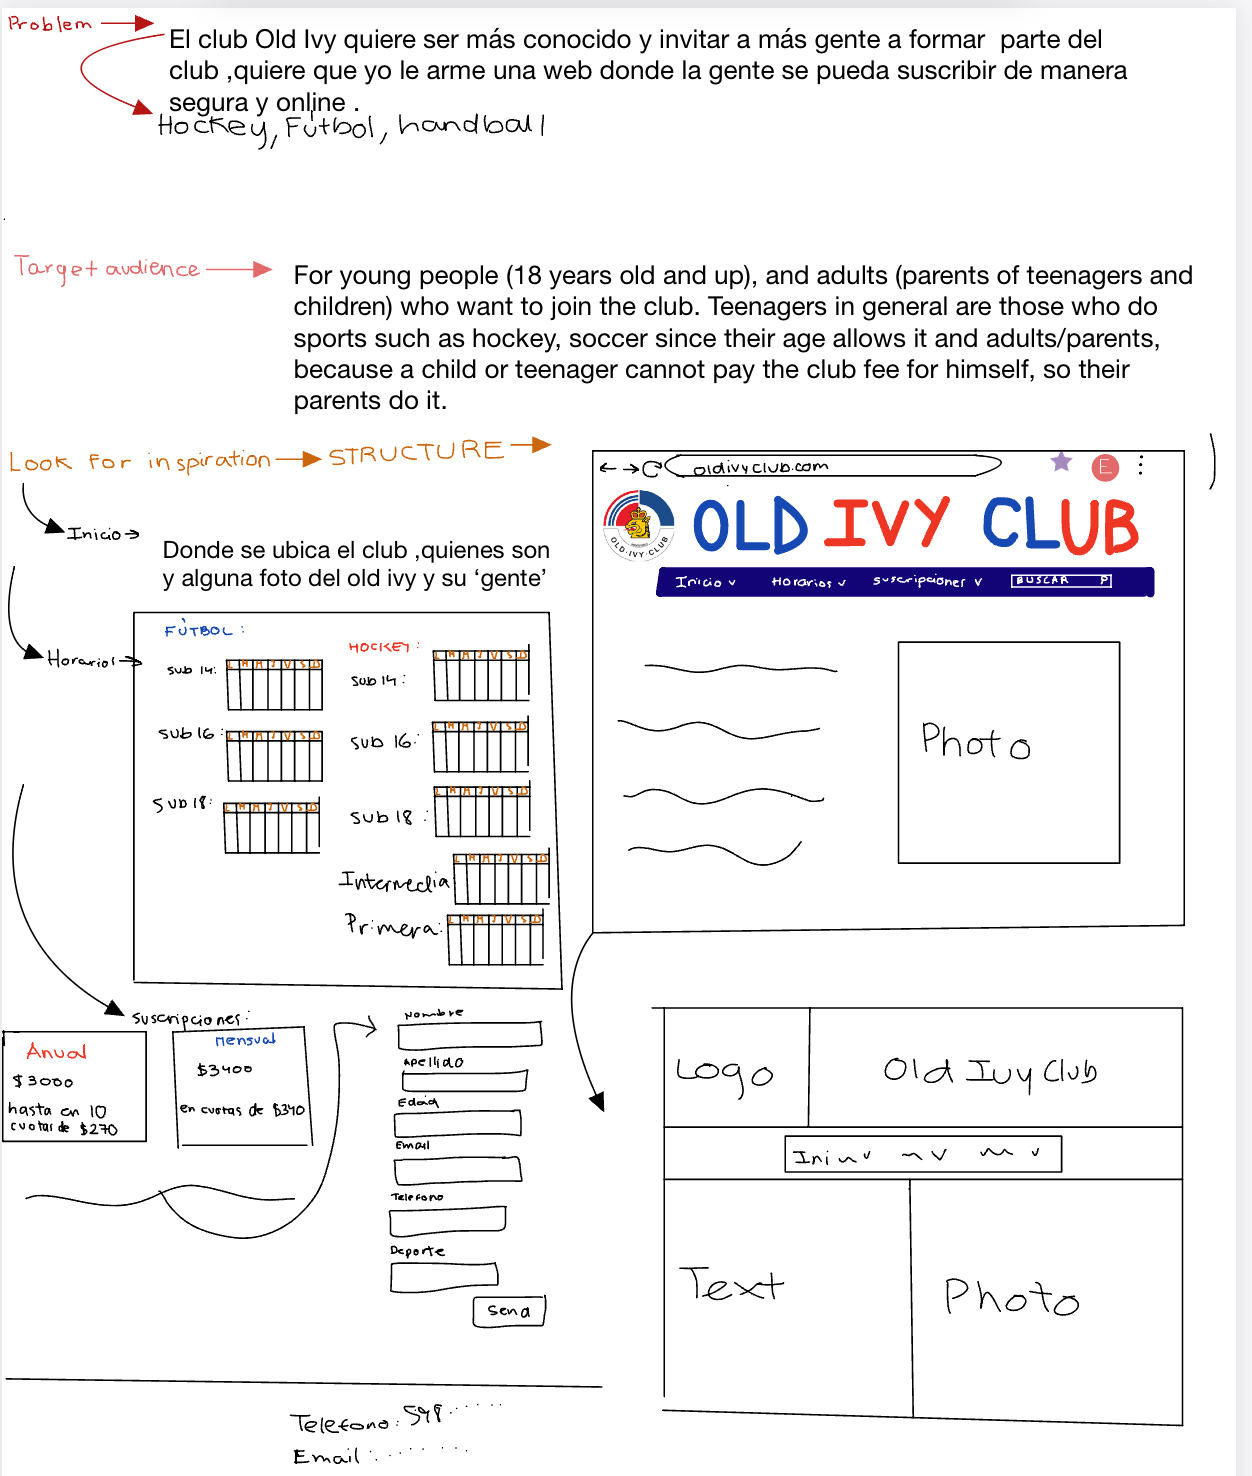 Problem
El club Old Ivy quiere ser más conocido y invitar a más gente a formar parte del
club ,quiere que yo le arme una web donde la gente se pueda suscribir de manera
segura y online .
Hockey, Fútbol, handball
Target audience
For young people (18 years old and up), and adults (parents of teenagers and
children) who want to join the club. Teenagers in general are those who do
sports such as hockey, soccer since their age allows it and adults/parents,
because a child or teenager cannot pay the club fee for himself, so their
parents do it.
Look for inspiration
STRUCTURE
Inicio
Donde se ubica el club ,quienes son
y alguna foto del old ivy y su ‘gente’
Horarios
FÚTBOL:
Sub 14:
L M M J V S D
Sub 16:
L M M J V S D
Sub 18:
L M M J V S D
HOCKEY:
Sub 14:
L M M J V S D
Sub 16:
L M M J V S D
Sub 18:
L M M J V S D
Intermedia
L M M J V S D
Primera:
L M M J V S D
oldivyclub.com
E
OLD·IVY·CLUB
OLD IVY CLUB
Inicio
Horarios
suscripciones
BUSCAR
Photo
suscripciones:
Anual
$3000
hasta en 10
cuotas de $270
mensual
$3400
en cuotas de $340
Nombre
Apellido
Edad
Email
Telefono
Deporte
Send
Logo
Old Ivy Club
Ini
Text
Photo
Telefono: 598......
Email:........